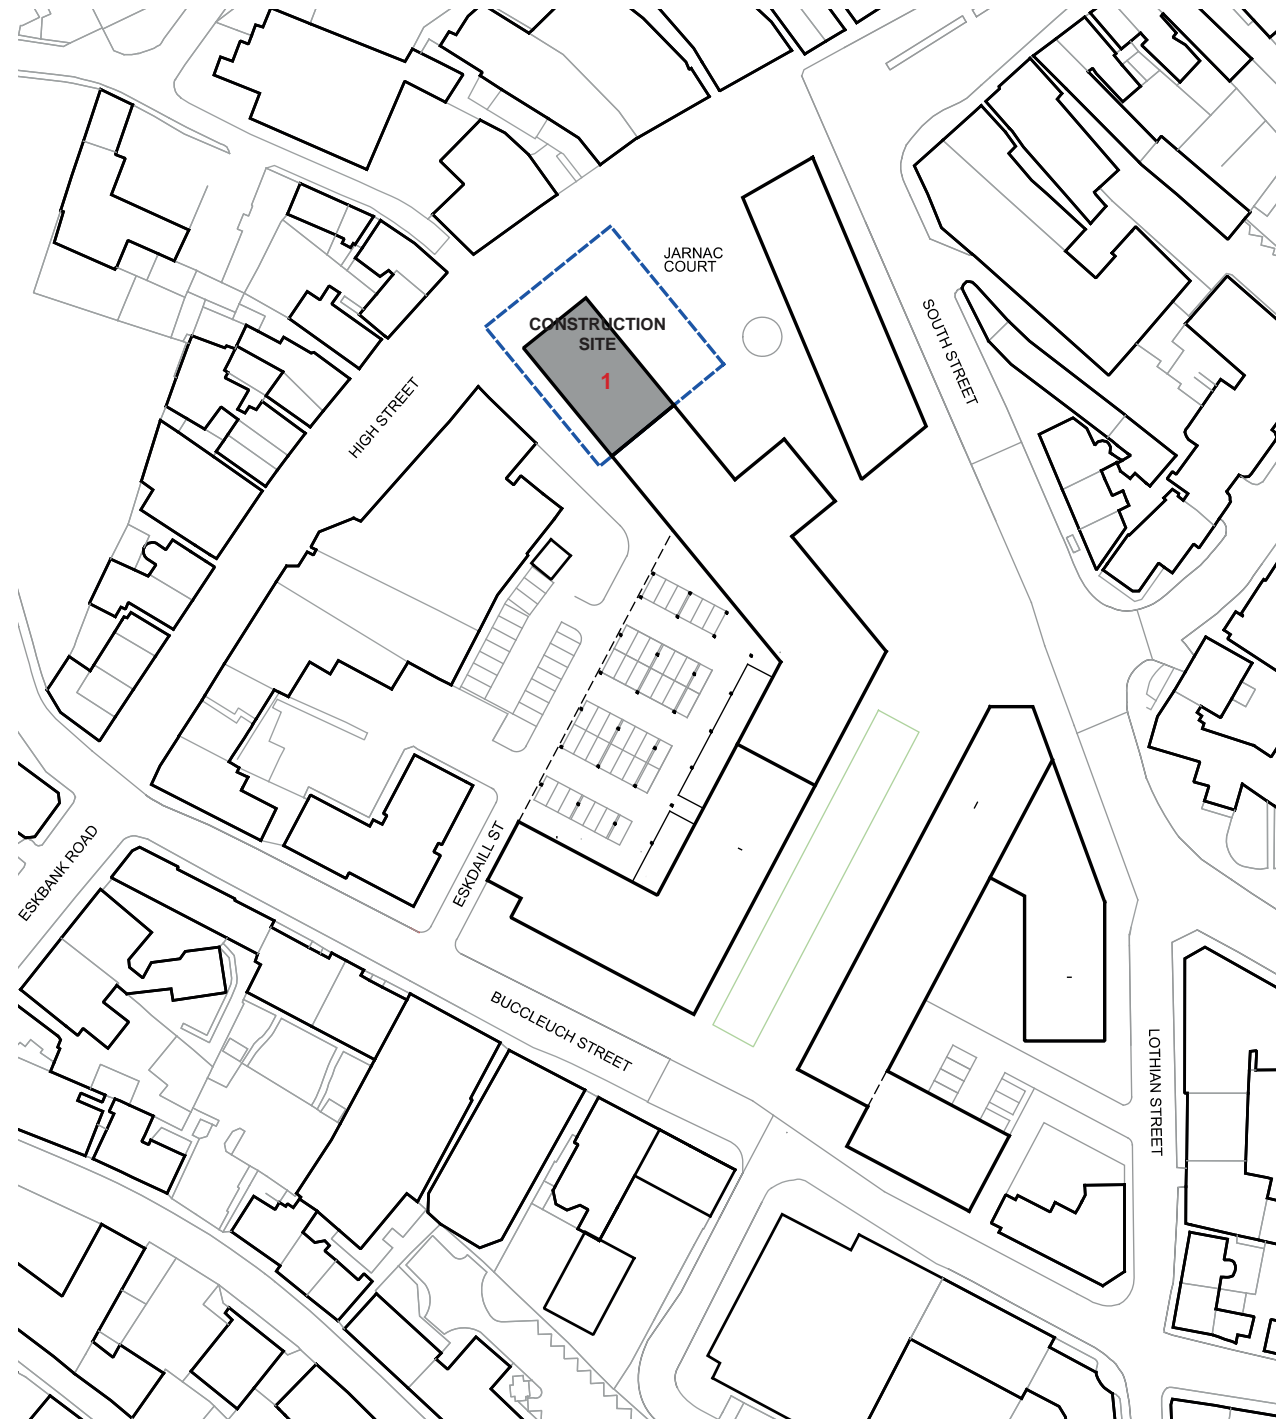 JARNAC
COURT
CONSTRUCTION
SITE
1
SOUTH STREET
HIGH STREET
ESKDAILL ST
ESKBANK ROAD
BUCCLEUCH STREET
LOTHIAN STREET